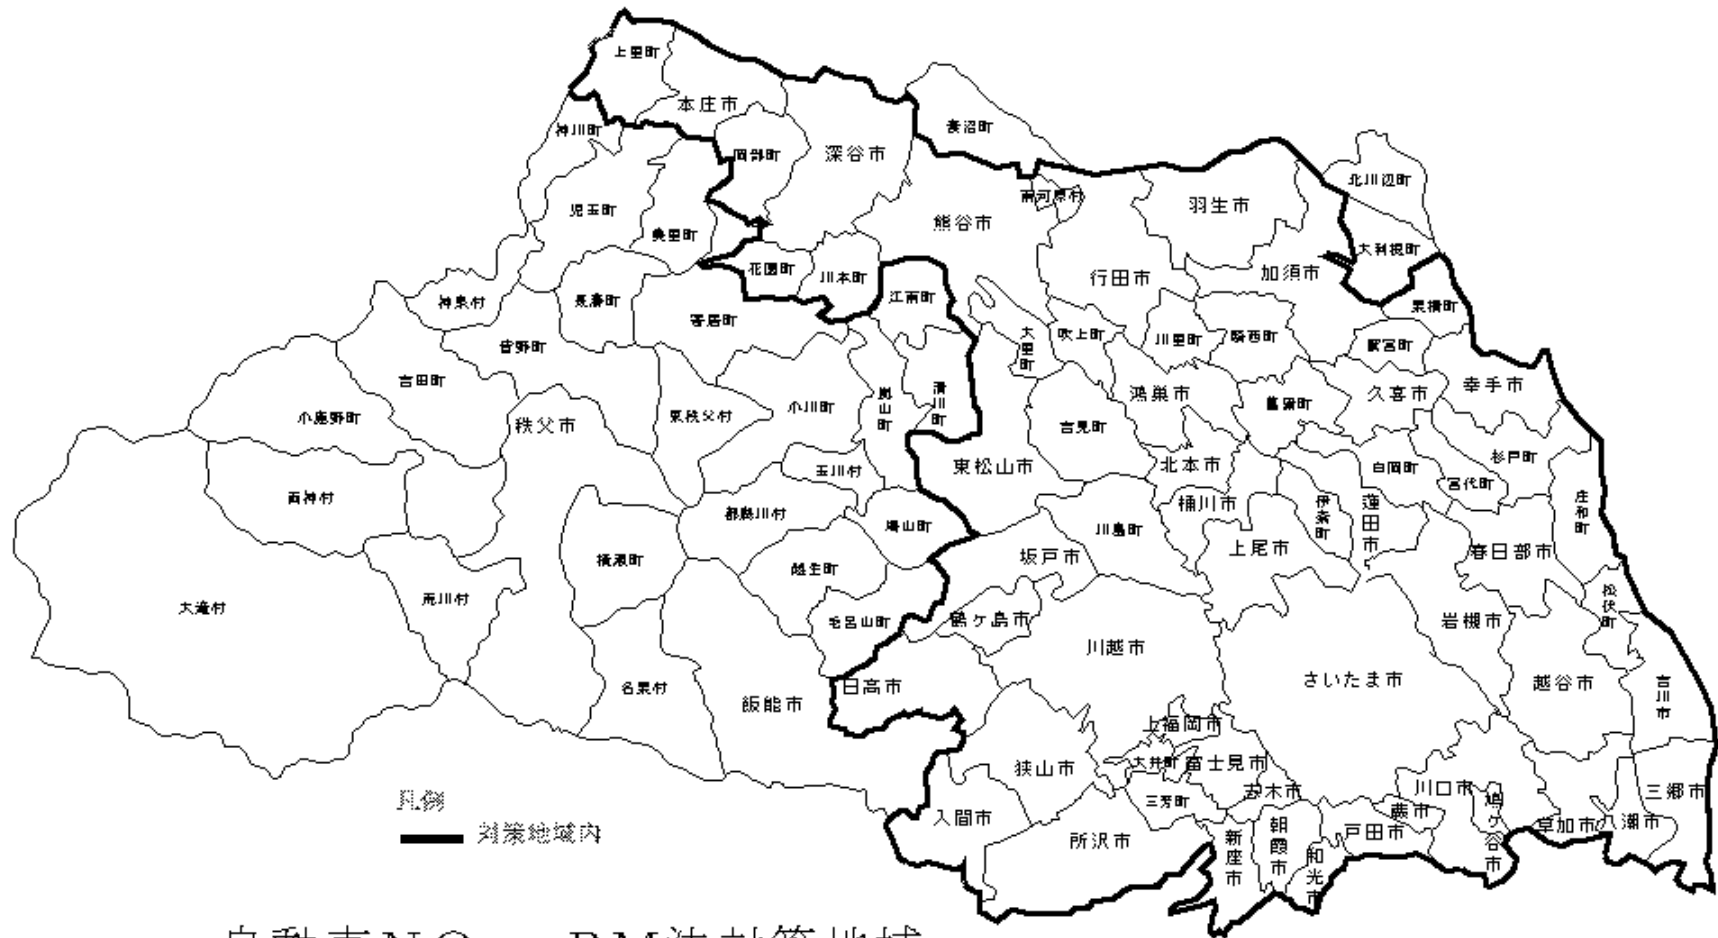 上里町
本庄市
神川町
岡部町
深谷市
妻沼町
北川辺町
南河原村
羽生市
児玉町
美里町
熊谷市
大利根町
花園町
川本町
行田市
加須市
神泉村
長瀞町
寄居町
江南町
栗橋町
皆野町
大里町
吹上町
川里町
騎西町
鷲宮町
吉田町
小鹿野町
秩父市
東秩父村
小川町
嵐山町
滑川町
吉見町
鴻巣市
菖蒲町
久喜市
幸手市
両神村
玉川村
東松山市
北本市
白岡町
杉戸町
宮代町
都幾川村
鳩山町
川島町
桶川市
伊奈町
蓮田市
庄和町
大滝村
荒川村
横瀬町
越生町
坂戸市
上尾市
春日部市
毛呂山町
鶴ヶ島市
川越市
岩槻市
松伏町
名栗村
飯能市
日高市
さいたま市
越谷市
吉川市
上福岡市
狭山市
大井町
富士見市
入間市
三芳町
志木市
川口市
鳩ヶ谷市
三郷市
蕨市
所沢市
新座市
朝霞市
和光市
戸田市
草加市
八潮市
凡例
対策地域内